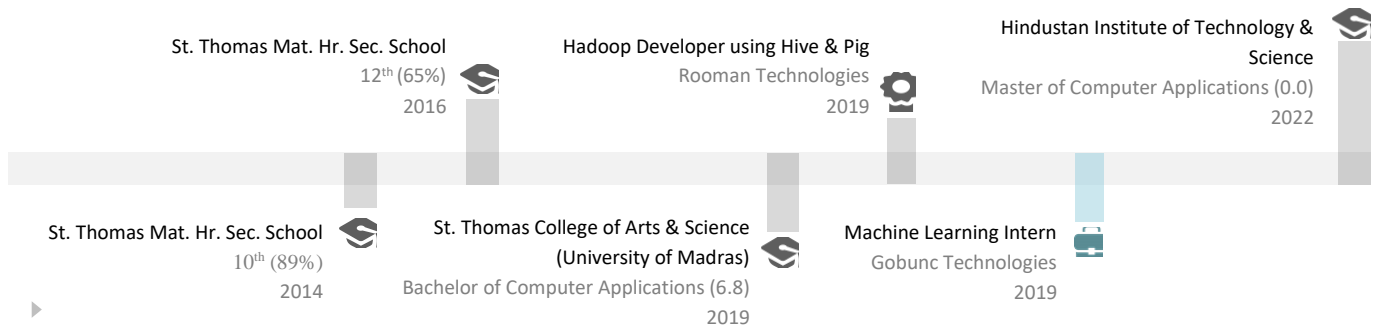 St. Thomas Mat. Hr. Sec. School
12th (65%)
2016
Hadoop Developer using Hive & Pig
Rooman Technologies
2019
Hindustan Institute of Technology &
Science
Master of Computer Applications (0.0)
2022
St. Thomas Mat. Hr. Sec. School
10th (89%)
2014
St. Thomas College of Arts & Science
(University of Madras)
Bachelor of Computer Applications (6.8)
2019
Machine Learning Intern
Gobunc Technologies
2019